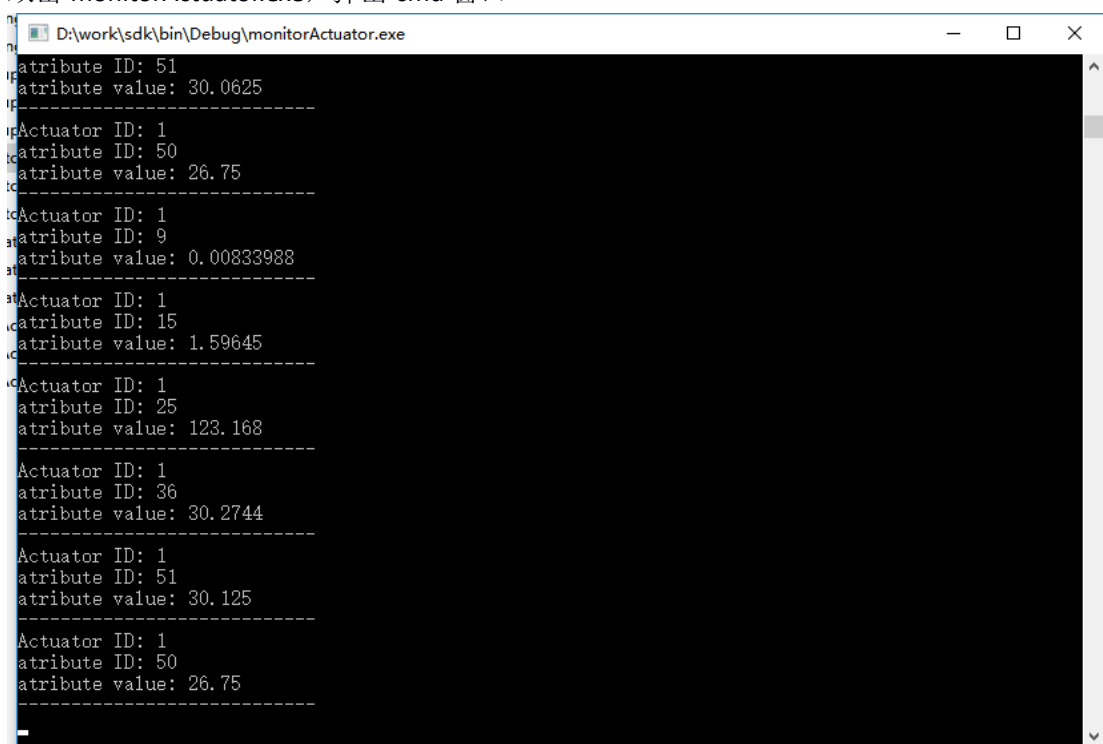 D:\work\sdk\bin\Debug\monitorActuator.exe
atribute ID: 51
atribute value: 30.0625
----------------------------
Actuator ID: 1
atribute ID: 50
atribute value: 26.75
----------------------------
Actuator ID: 1
atribute ID: 9
atribute value: 0.00833988
----------------------------
Actuator ID: 1
atribute ID: 15
atribute value: 1.59645
----------------------------
Actuator ID: 1
atribute ID: 25
atribute value: 123.168
----------------------------
Actuator ID: 1
atribute ID: 36
atribute value: 30.2744
----------------------------
Actuator ID: 1
atribute ID: 51
atribute value: 30.125
----------------------------
Actuator ID: 1
atribute ID: 50
atribute value: 26.75
----------------------------